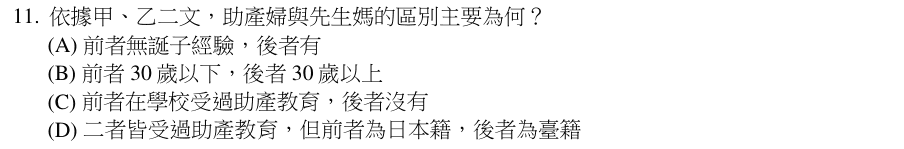 11. 依據甲、乙二文，助產婦與先生媽的區別主要為何？
(A) 前者無誕子經驗，後者有
(B) 前者 30 歲以下，後者 30 歲以上
(C) 前者在學校受過助產教育，後者沒有
(D) 二者皆受過助產教育，但前者為日本籍，後者為臺籍